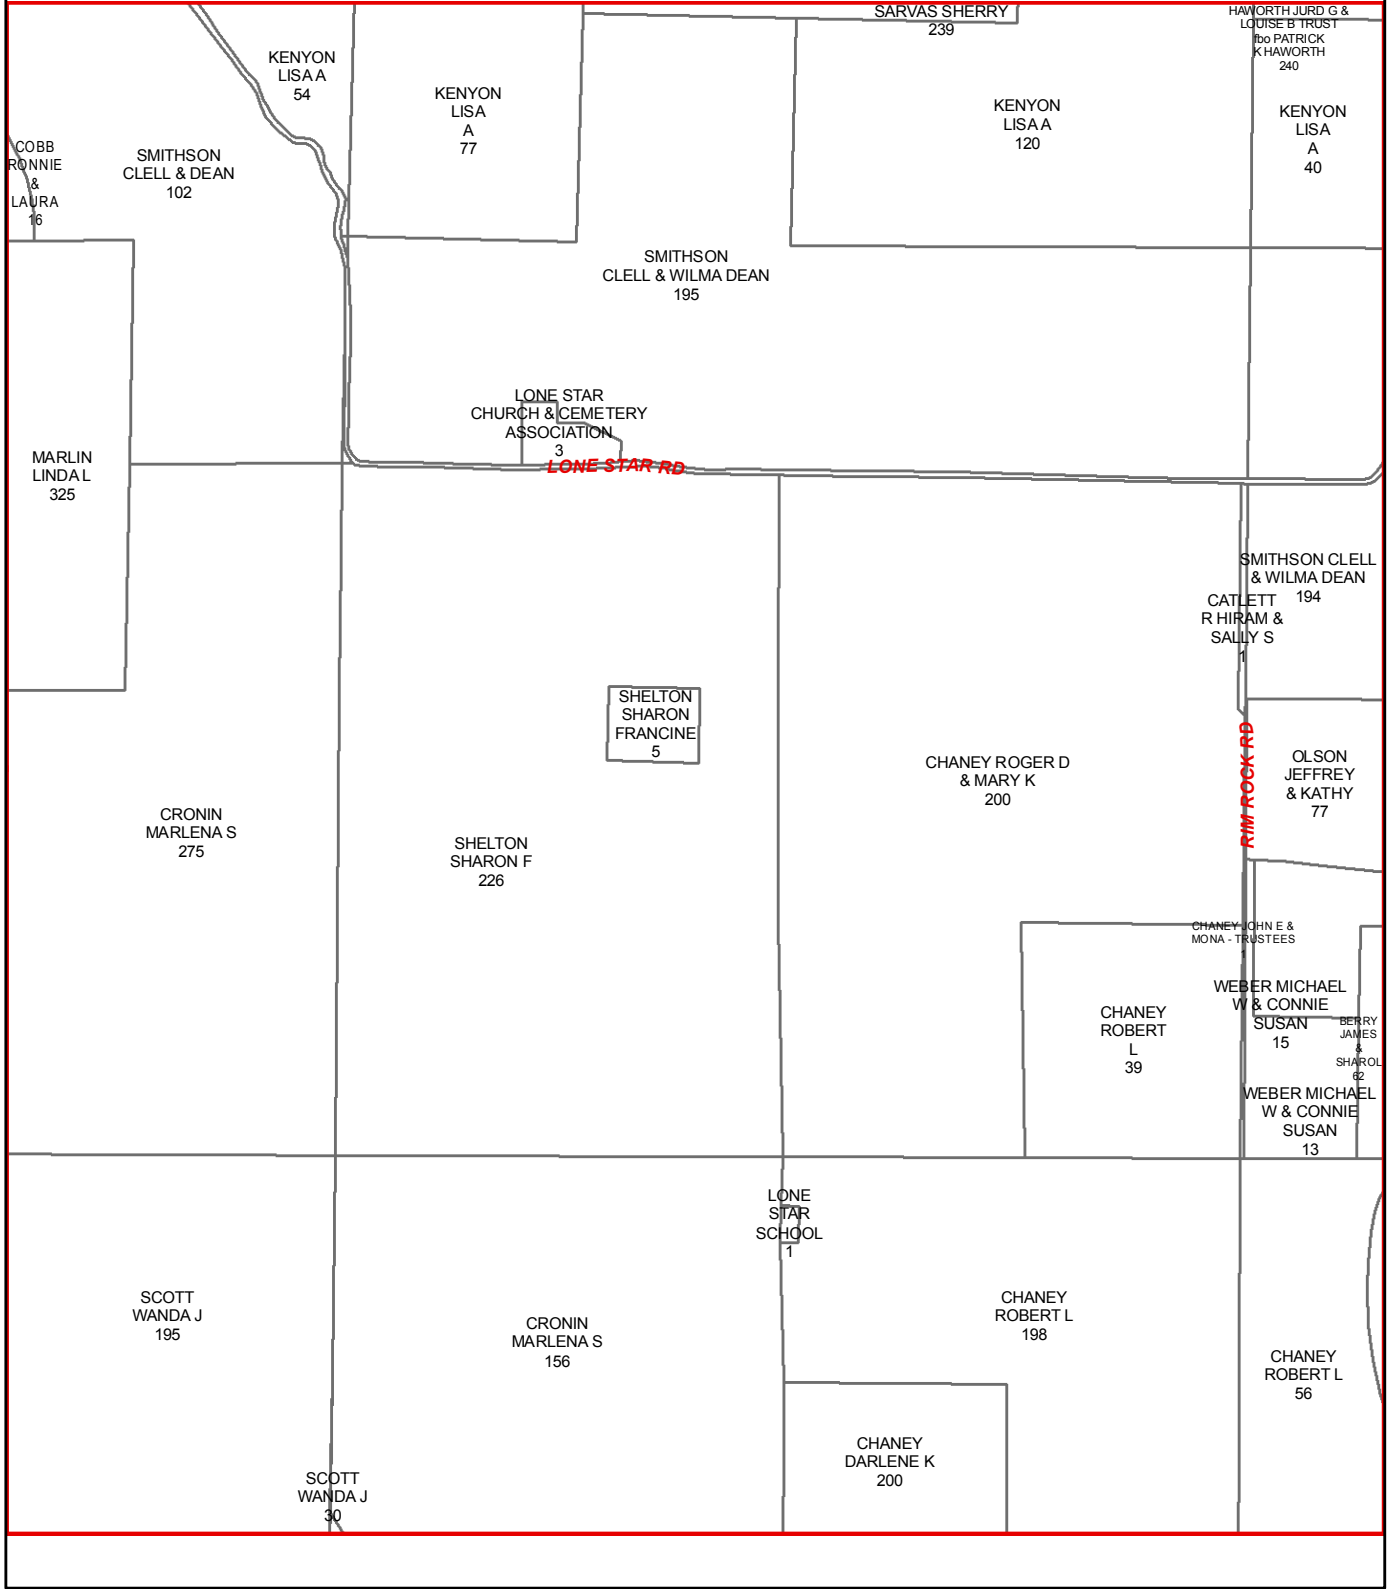 SARVAS SHERRY
239
HAWORTH JURD G &
LOUISE B TRUST
fbo PATRICK
K HAWORTH
240
KENYON
LISA A
54
KENYON
LISA
A
77
KENYON
LISA A
120
KENYON
LISA
A
40
COBB
RONNIE
&
LAURA
16
SMITHSON
CLELL & DEAN
102
SMITHSON
CLELL & WILMA DEAN
195
LONE STAR
CHURCH & CEMETERY
ASSOCIATION
3
LONE STAR RD
MARLIN
LINDA L
325
SMITHSON CLELL
& WILMA DEAN
194
CATLETT
R HIRAM &
SALLY S
1
SHELTON
SHARON
FRANCINE
5
CHANEY ROGER D
& MARY K
200
RIM ROCK RD
OLSON
JEFFREY
& KATHY
77
CRONIN
MARLENA S
275
SHELTON
SHARON F
226
CHANEY JOHN E &
MONA - TRUSTEES
1
CHANEY
ROBERT
L
39
WEBER MICHAEL
W & CONNIE
SUSAN
15
BERRY
JAMES
&
SHAROL
62
WEBER MICHAEL
W & CONNIE
SUSAN
13
LONE
STAR
SCHOOL
1
SCOTT
WANDA J
195
CRONIN
MARLENA S
156
CHANEY
ROBERT L
198
CHANEY
ROBERT L
56
CHANEY
DARLENE K
200
SCOTT
WANDA J
30